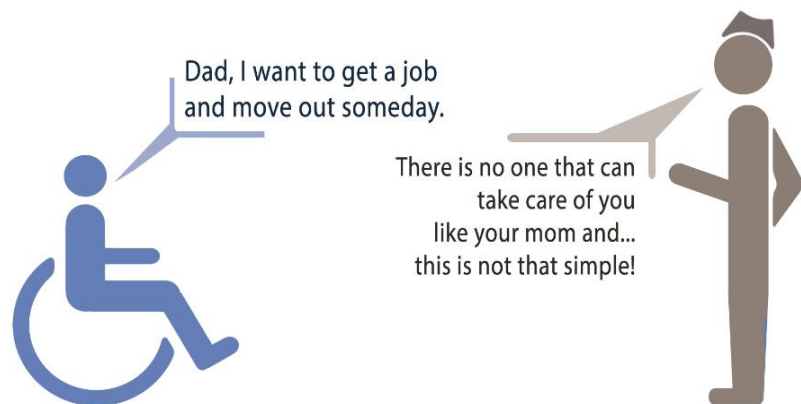 Dad, I want to get a job
and move out someday.
There is no one that can
take care of you
like your mom and...
this is not that simple!